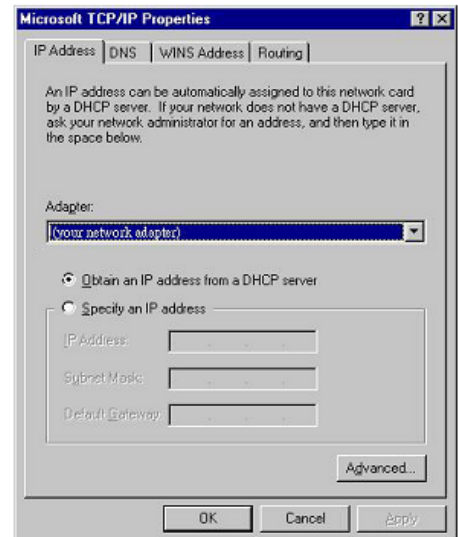 Microsoft TCP/IP Properties
IP Address DNS WINS Address Routing
An IP address can be automatically assigned to this network card
by a DHCP server. If your network does not have a DHCP server,
ask your network administrator for an address, and then type it in
the space below.
Adapter:
(your network adapter)
Obtain an IP address from a DHCP server
Specify an IP address
IP Address:
Subnet Mask:
Default Gateway:
Advanced...
OK Cancel Apply